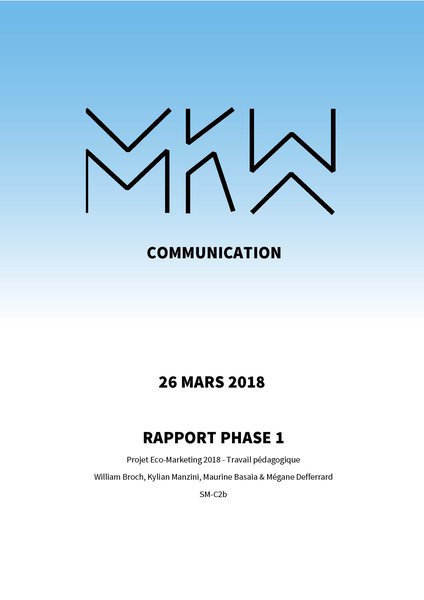 COMMUNICATION
26 MARS 2018
RAPPORT PHASE 1
Projet Eco-Marketing 2018 - Travail pédagogique
William Broch, Kylian Manzini, Maurine Basaia & Mégane Defferrard
SM-C2b